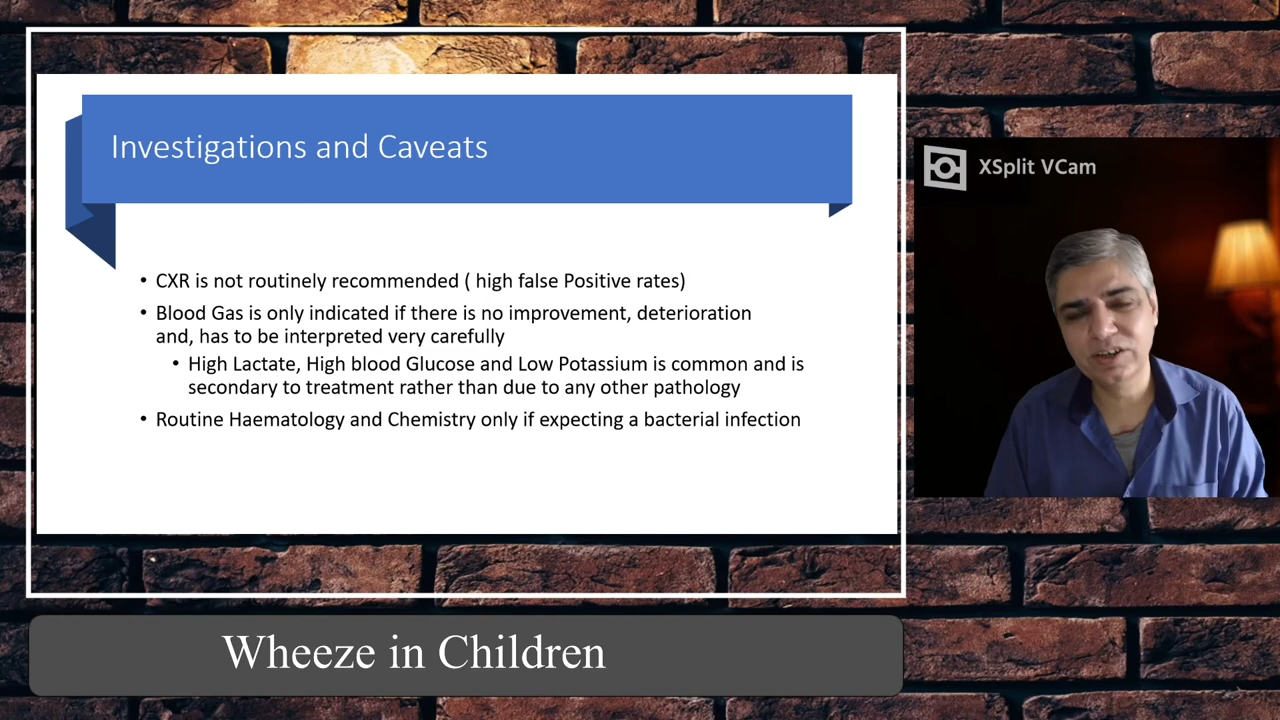 Investigations and Caveats
• CXR is not routinely recommended ( high false Positive rates)
• Blood Gas is only indicated if there is no improvement, deterioration
and, has to be interpreted very carefully
• High Lactate, High blood Glucose and Low Potassium is common and is
secondary to treatment rather than due to any other pathology
• Routine Haematology and Chemistry only if expecting a bacterial infection
XSplit VCam
Wheeze in Children